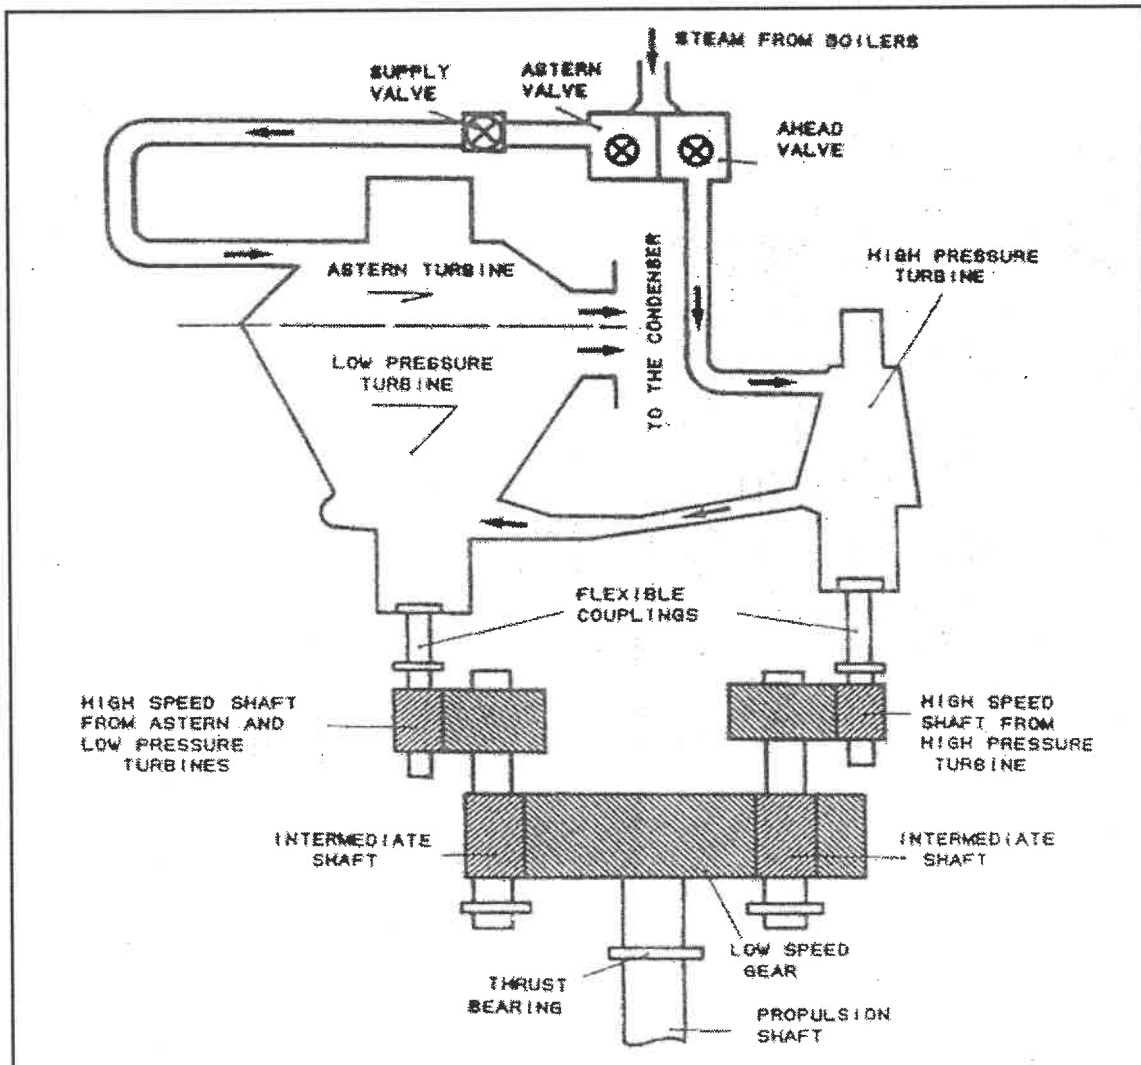 STEAM FROM BOILERS
SUPPLY
VALVE
ASTERN
VALVE
AHEAD
VALVE
HIGH PRESSURE
TURBINE
ASTERN TURBINE
TO THE CONDENSER
LOW PRESSURE
TURBINE
FLEXIBLE
COUPLINGS
HIGH SPEED SHAFT
FROM ASTERN AND
LOW PRESSURE
TURBINES
HIGH SPEED
SHAFT FROM
HIGH PRESSURE
TURBINE
INTERMEDIATE
SHAFT
INTERMEDIATE
SHAFT
LOW SPEED
GEAR
THRUST
BEARING
PROPULSION
SHAFT